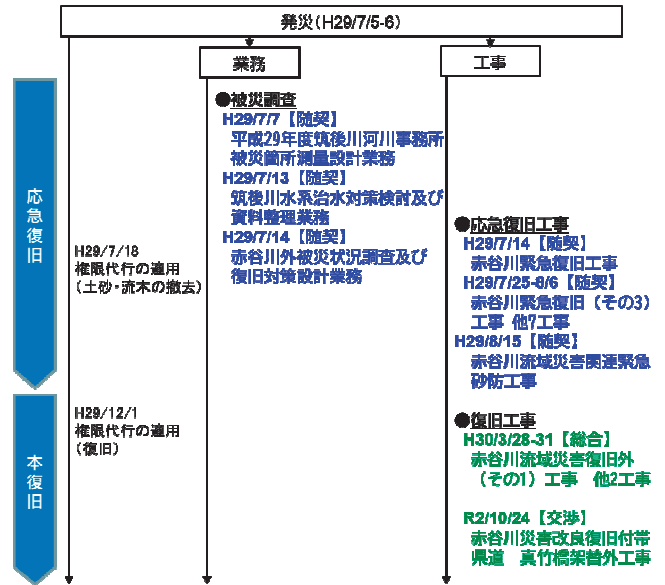 発災（H29/7/5-6）
業務
工事
応急復旧
本復旧
H29/7/18
権限代行の適用
（土砂・流木の撤去）
H29/12/1
権限代行の適用
（復旧）
●被災調査
H29/7/7【随契】
平成29年度筑後川河川事務所
被災箇所測量設計業務
H29/7/13【随契】
筑後川水系治水対策検討及び
資料整理業務
H29/7/14【随契】
赤谷川外被災状況調査及び
復旧対策設計業務
●応急復旧工事
H29/7/14【随契】
赤谷川緊急復旧工事
H29/7/25-8/6【随契】
赤谷川緊急復旧（その3）
工事 他7工事
H29/8/15【随契】
赤谷川流域災害関連緊急
砂防工事
●復旧工事
H30/3/28-31【総合】
赤谷川流域災害復旧外
（その1）工事　他2工事
R2/10/24【交渉】
赤谷川災害改良復旧付帯
県道　真竹橋架替外工事